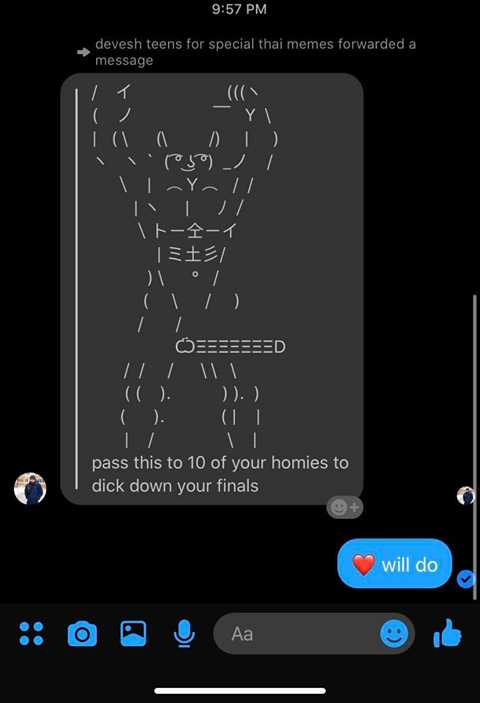 9:57 PM
devesh teens for special thai memes forwarded a
message
/ イ (((ヽ
( ノ ￣ Y \
| (\ (\ /) | )
ヽ ヽ ` ( ͡° ͜ʖ ͡°) _ノ /
\ | ⌒Y⌒ / /
|ヽ | ノ /
\トー仝ーイ
|ミ土彡/
)\ ° /
( \ / )
/ /
ѼΞΞΞΞΞΞΞD
/ / / \\ \
( ( ). ) ). )
( ). ( | |
| / \ |
pass this to 10 of your homies to
dick down your finals
❤️ will do
Aa